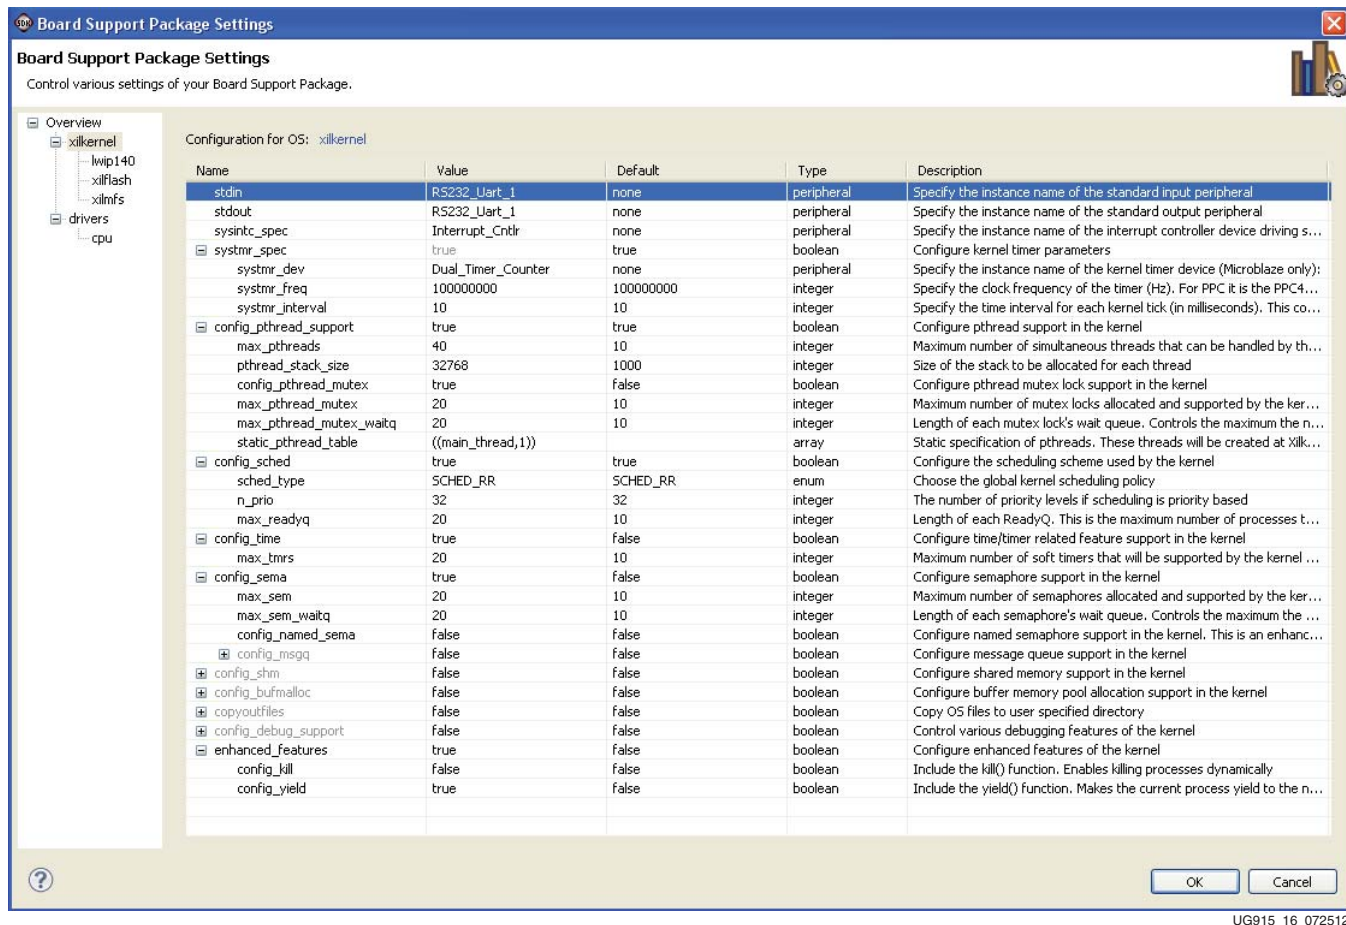 SDK Board Support Package Settings
Board Support Package Settings
Control various settings of your Board Support Package.
Overview
xilkernel
lwip140
xilflash
xilmfs
drivers
cpu
Configuration for OS: xilkernel
Name Value Default Type Description
stdin RS232_Uart_1 none peripheral Specify the instance name of the standard input peripheral
stdout RS232_Uart_1 none peripheral Specify the instance name of the standard output peripheral
sysintc_spec Interrupt_Cntlr none peripheral Specify the instance name of the interrupt controller device driving s...
systmr_spec true true boolean Configure kernel timer parameters
systmr_dev Dual_Timer_Counter none peripheral Specify the instance name of the kernel timer device (Microblaze only):
systmr_freq 100000000 100000000 integer Specify the clock frequency of the timer (Hz). For PPC it is the PPC4...
systmr_interval 10 10 integer Specify the time interval for each kernel tick (in milliseconds). This co...
config_pthread_support true true boolean Configure pthread support in the kernel
max_pthreads 40 10 integer Maximum number of simultaneous threads that can be handled by th...
pthread_stack_size 32768 1000 integer Size of the stack to be allocated for each thread
config_pthread_mutex true false boolean Configure pthread mutex lock support in the kernel
max_pthread_mutex 20 10 integer Maximum number of mutex locks allocated and supported by the ker...
max_pthread_mutex_waitq 20 10 integer Length of each mutex lock's wait queue. Controls the maximum the n...
static_pthread_table ((main_thread,1)) array Static specification of pthreads. These threads will be created at Xilk...
config_sched true true boolean Configure the scheduling scheme used by the kernel
sched_type SCHED_RR SCHED_RR enum Choose the global kernel scheduling policy
n_prio 32 32 integer The number of priority levels if scheduling is priority based
max_readyq 20 10 integer Length of each ReadyQ. This is the maximum number of processes t...
config_time true false boolean Configure time/timer related feature support in the kernel
max_tmrs 20 10 integer Maximum number of soft timers that will be supported by the kernel ...
config_sema true false boolean Configure semaphore support in the kernel
max_sem 20 10 integer Maximum number of semaphores allocated and supported by the ker...
max_sem_waitq 20 10 integer Length of each semaphore's wait queue. Controls the maximum the ...
config_named_sema false false boolean Configure named semaphore support in the kernel. This is an enhanc...
config_msgq false false boolean Configure message queue support in the kernel
config_shm false false boolean Configure shared memory support in the kernel
config_bufmalloc false false boolean Configure buffer memory pool allocation support in the kernel
copyoutfiles false false boolean Copy OS files to user specified directory
config_debug_support false false boolean Control various debugging features of the kernel
enhanced_features true false boolean Configure enhanced features of the kernel
config_kill false false boolean Include the kill() function. Enables killing processes dynamically
config_yield true false boolean Include the yield() function. Makes the current process yield to the n...
?
OK Cancel
UG915_16_072512